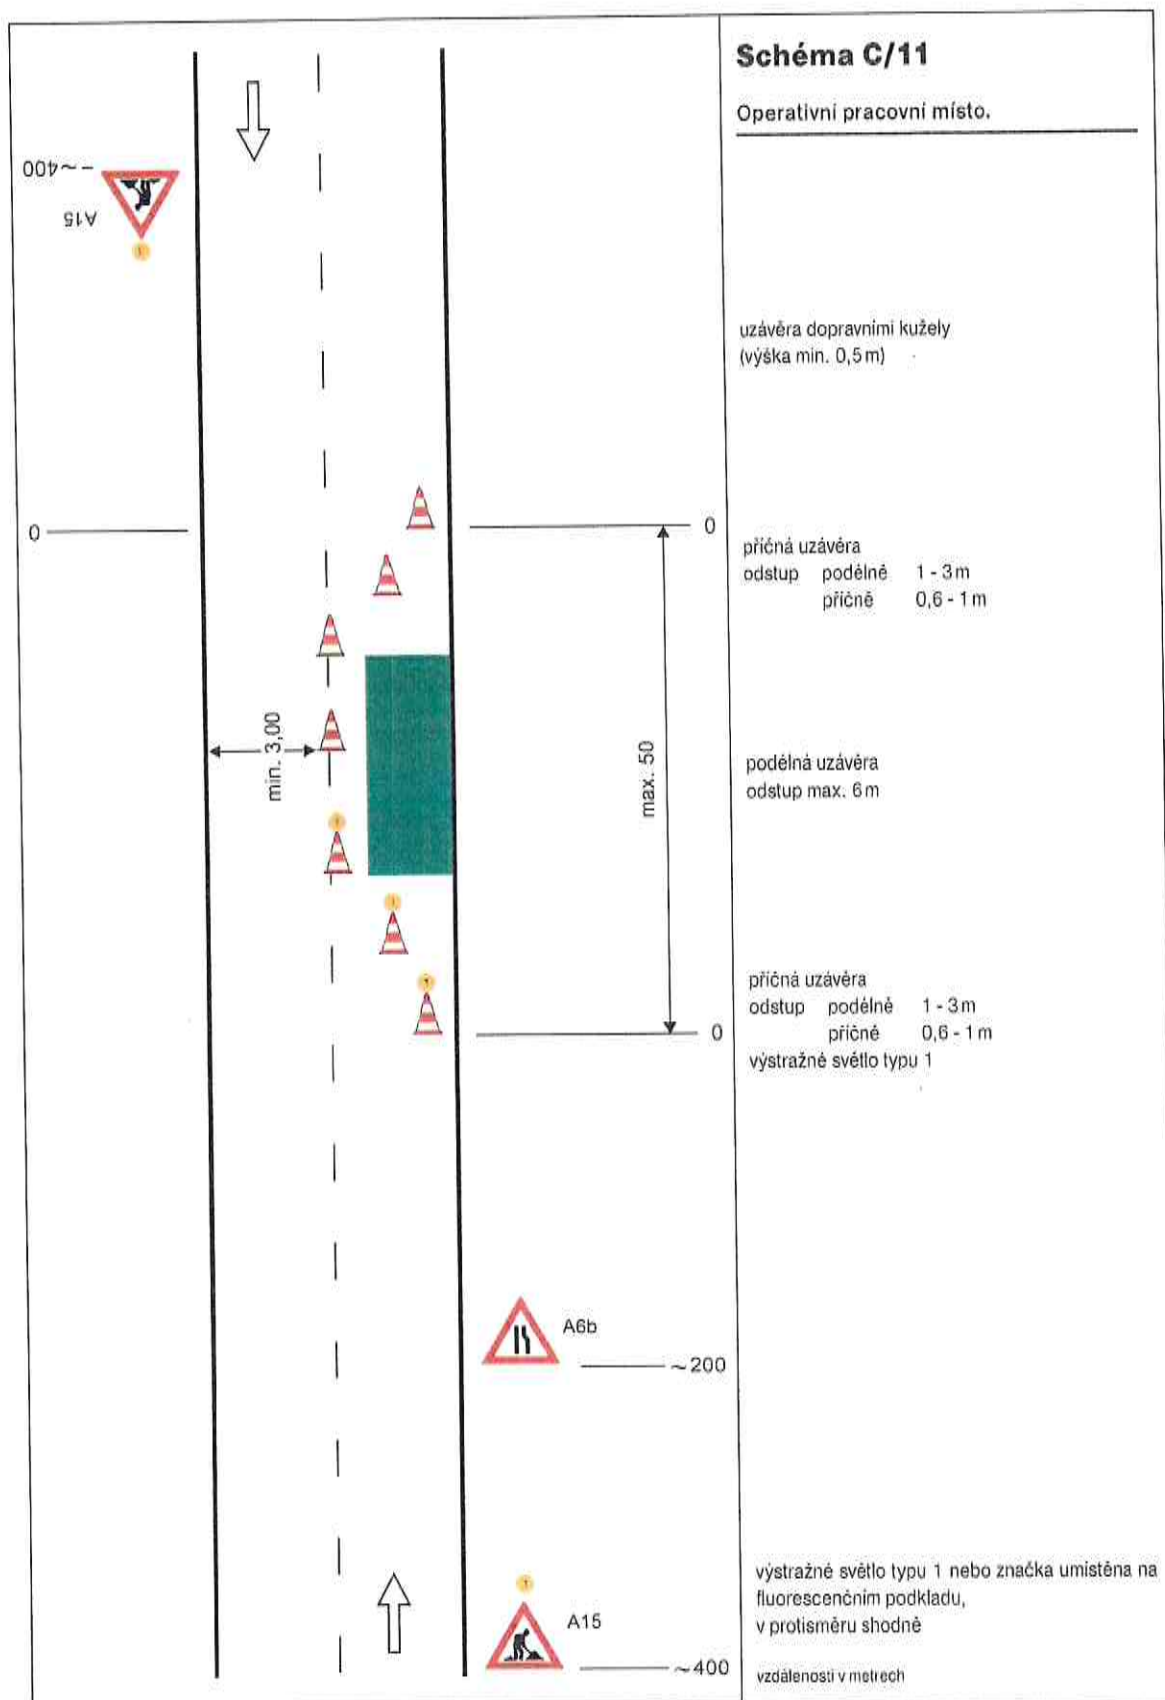 Schéma C/11
Operativní pracovní místo.
~400
A15
uzávěra dopravními kužely
(výška min. 0,5 m)
0
0
příčná uzávěra
odstup podélně 1 - 3 m
příčně 0,6 - 1 m
min. 3,00
max. 50
podélná uzávěra
odstup max. 6 m
příčná uzávěra
odstup podélně 1 - 3 m
příčně 0,6 - 1 m
výstražné světlo typu 1
0
A6b
~200
výstražné světlo typu 1 nebo značka umístěna na
fluorescenčním podkladu,
v protisměru shodně
A15
~400
vzdálenosti v metrech